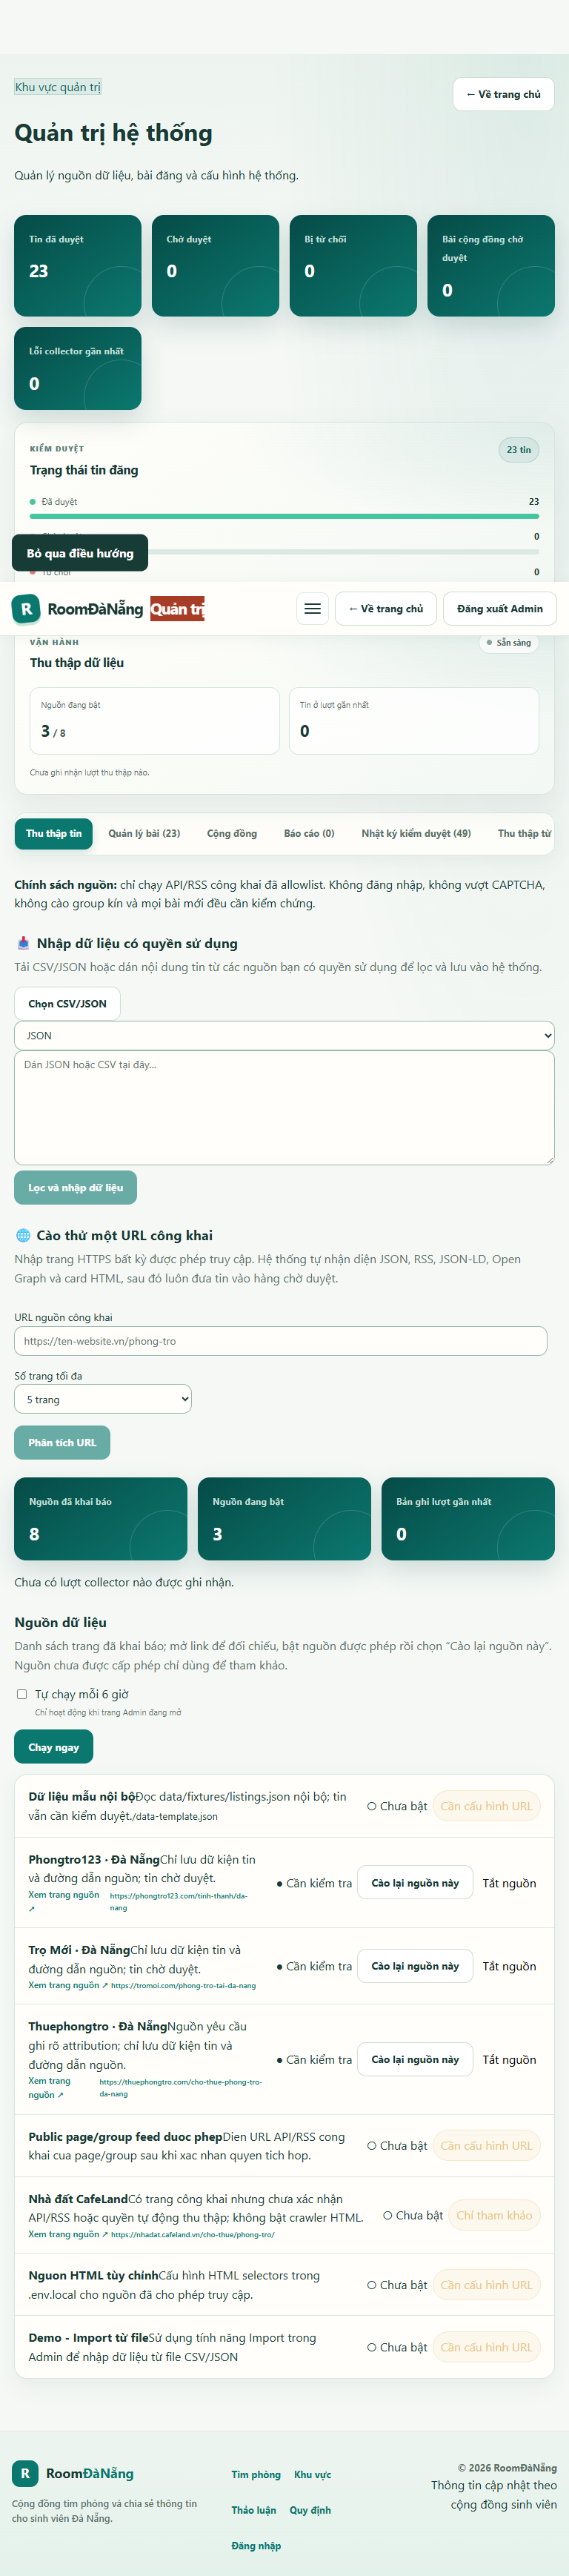 Khu vực quản trị
← Về trang chủ
Quản trị hệ thống
Quản lý nguồn dữ liệu, bài đăng và cấu hình hệ thống.
Tin đã duyệt
23
Chờ duyệt
0
Bị từ chối
0
Bài cộng đồng chờ
duyệt
0
Lỗi collector gần nhất
0
KIỂM DUYỆT
Trạng thái tin đăng
23 tin
Đã duyệt
23
0
Bỏ qua điều hướng
Từ chối
0
R
RoomĐàNẵng
Quản trị
← Về trang chủ
Đăng xuất Admin
VẬN HÀNH
Thu thập dữ liệu
Sẵn sàng
Nguồn đang bật
3 / 8
Tin ở lượt gần nhất
0
Chưa ghi nhận lượt thu thập nào.
Thu thập tin
Quản lý bài (23)
Cộng đồng
Báo cáo (0)
Nhật ký kiểm duyệt (49)
Thu thập từ
Chính sách nguồn: chỉ chạy API/RSS công khai đã allowlist. Không đăng nhập, không vượt CAPTCHA,
không cào group kín và mọi bài mới đều cần kiểm chứng.
📥 Nhập dữ liệu có quyền sử dụng
Tải CSV/JSON hoặc dán nội dung tin từ các nguồn bạn có quyền sử dụng để lọc và lưu vào hệ thống.
Chọn CSV/JSON
JSON
Dán JSON hoặc CSV tại đây...
Lọc và nhập dữ liệu
🌐 Cào thử một URL công khai
Nhập trang HTTPS bất kỳ được phép truy cập. Hệ thống tự nhận diện JSON, RSS, JSON-LD, Open
Graph và card HTML, sau đó luôn đưa tin vào hàng chờ duyệt.
URL nguồn công khai
https://ten-website.vn/phong-tro
Số trang tối đa
5 trang
Phân tích URL
Nguồn đã khai báo
8
Nguồn đang bật
3
Bản ghi lượt gần nhất
0
Chưa có lượt collector nào được ghi nhận.
Nguồn dữ liệu
Danh sách trang đã khai báo; mở link để đối chiếu, bật nguồn được phép rồi chọn “Cào lại nguồn này”.
Nguồn chưa được cấp phép chỉ dùng để tham khảo.
Tự chạy mỗi 6 giờ
Chỉ hoạt động khi trang Admin đang mở
Chạy ngay
Dữ liệu mẫu nội bộĐọc data/fixtures/listings.json nội bộ; tin
vẫn cần kiểm duyệt./data-template.json
○ Chưa bật
Cần cấu hình URL
Phongtro123 · Đà NẵngChỉ lưu dữ kiện tin
và đường dẫn nguồn; tin chờ duyệt.
Xem trang nguồn
↗
https://phongtro123.com/tinh-thanh/da-
nang
● Cần kiểm tra
Cào lại nguồn này
Tắt nguồn
Trọ Mới · Đà NẵngChỉ lưu dữ kiện tin và
đường dẫn nguồn; tin chờ duyệt.
Xem trang nguồn ↗ https://tromoi.com/phong-tro-tai-da-nang
● Cần kiểm tra
Cào lại nguồn này
Tắt nguồn
Thuephongtro · Đà NẵngNguồn yêu cầu
ghi rõ attribution; chỉ lưu dữ kiện tin và
đường dẫn nguồn.
Xem trang
nguồn ↗
https://thuephongtro.com/cho-thue-phong-tro-
da-nang
● Cần kiểm tra
Cào lại nguồn này
Tắt nguồn
Public page/group feed duoc phepDien URL API/RSS cong
khai cua page/group sau khi xac nhan quyen tich hop.
○ Chưa bật
Cần cấu hình URL
Nhà đất CafeLandCó trang công khai nhưng chưa xác nhận
API/RSS hoặc quyền tự động thu thập; không bật crawler HTML.
Xem trang nguồn ↗ https://nhadat.cafeland.vn/cho-thue/phong-tro/
○ Chưa bật
Chỉ tham khảo
Nguon HTML tùy chỉnhCấu hình HTML selectors trong
.env.local cho nguồn đã cho phép truy cập.
○ Chưa bật
Cần cấu hình URL
Demo - Import từ fileSử dụng tính năng Import trong
Admin để nhập dữ liệu từ file CSV/JSON
○ Chưa bật
Cần cấu hình URL
R
RoomĐàNẵng
Cộng đồng tìm phòng và chia sẻ thông tin
cho sinh viên Đà Nẵng.
Tìm phòng
Khu vực
Thảo luận
Quy định
Đăng nhập
© 2026 RoomĐàNẵng
Thông tin cập nhật theo
cộng đồng sinh viên